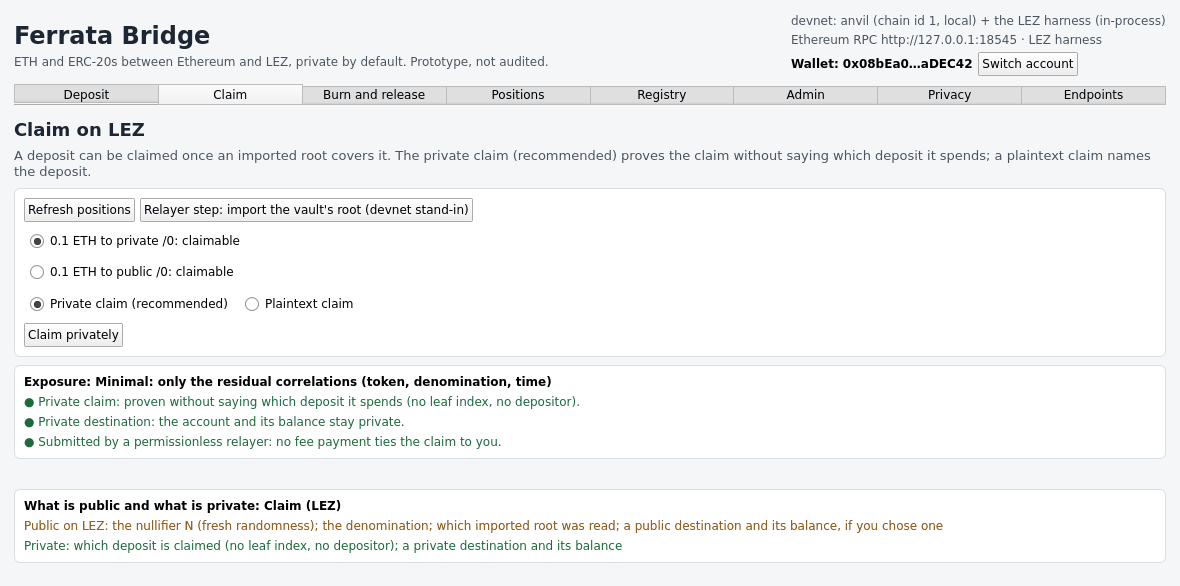 Ferrata Bridge
ETH and ERC-20s between Ethereum and LEZ, private by default. Prototype, not audited.
devnet: anvil (chain id 1, local) + the LEZ harness (in-process)
Ethereum RPC http://127.0.0.1:18545 · LEZ harness
Wallet: 0x08bEa0...aDEC42 Switch account
Deposit Claim Burn and release Positions Registry Admin Privacy Endpoints
Claim on LEZ
A deposit can be claimed once an imported root covers it. The private claim (recommended) proves the claim without saying which deposit it spends; a plaintext claim names
the deposit.
Refresh positions Relayer step: import the vault's root (devnet stand-in)
0.1 ETH to private /0: claimable
0.1 ETH to public /0: claimable
Private claim (recommended) Plaintext claim
Claim privately
Exposure: Minimal: only the residual correlations (token, denomination, time)
● Private claim: proven without saying which deposit it spends (no leaf index, no depositor).
● Private destination: the account and its balance stay private.
● Submitted by a permissionless relayer: no fee payment ties the claim to you.
What is public and what is private: Claim (LEZ)
Public on LEZ: the nullifier N (fresh randomness); the denomination; which imported root was read; a public destination and its balance, if you chose one
Private: which deposit is claimed (no leaf index, no depositor); a private destination and its balance